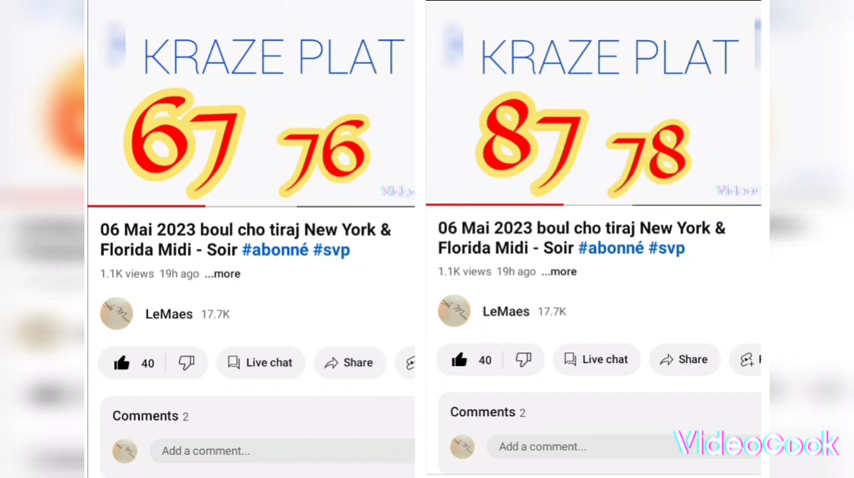 KRAZE PLAT
67 76
06 Mai 2023 boul cho tiraj New York &
Florida Midi - Soir #abonné #svp
1.1K views 19h ago ...more
LeMaes 17.7K
40 Live chat Share
Comments 2
Add a comment...
KRAZE PLAT
87 78
06 Mai 2023 boul cho tiraj New York &
Florida Midi - Soir #abonné #svp
1.1K views 19h ago ...more
LeMaes 17.7K
40 Live chat Share
Comments 2
Add a comment...
VideoCook